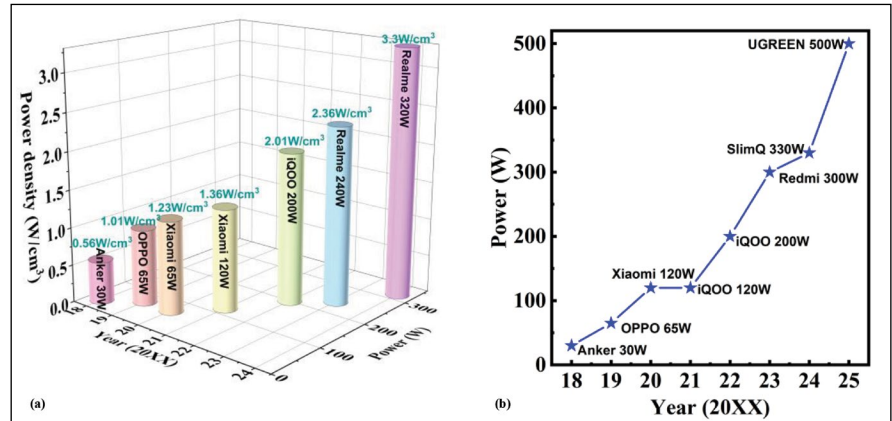 Power density (W/cm³)
3.0
2.5
2.0
1.5
1.0
0.5
0.0
0.56W/cm³
Anker 30W
1.01W/cm³
OPPO 65W
1.23W/cm³
Xiaomi 65W
1.36W/cm³
Xiaomi 120W
2.01W/cm³
iQOO 200W
2.36W/cm³
Realme 240W
3.3W/cm³
Realme 320W
18
19
20
21
22
23
24
Year (20XX)
0
100
200
300
Power (W)
(a)
Power (W)
500
400
300
200
100
0
UGREEN 500W
SlimQ 330W
Redmi 300W
iQOO 200W
Xiaomi 120W
iQOO 120W
OPPO 65W
Anker 30W
18 19 20 21 22 23 24 25
Year (20XX)
(b)